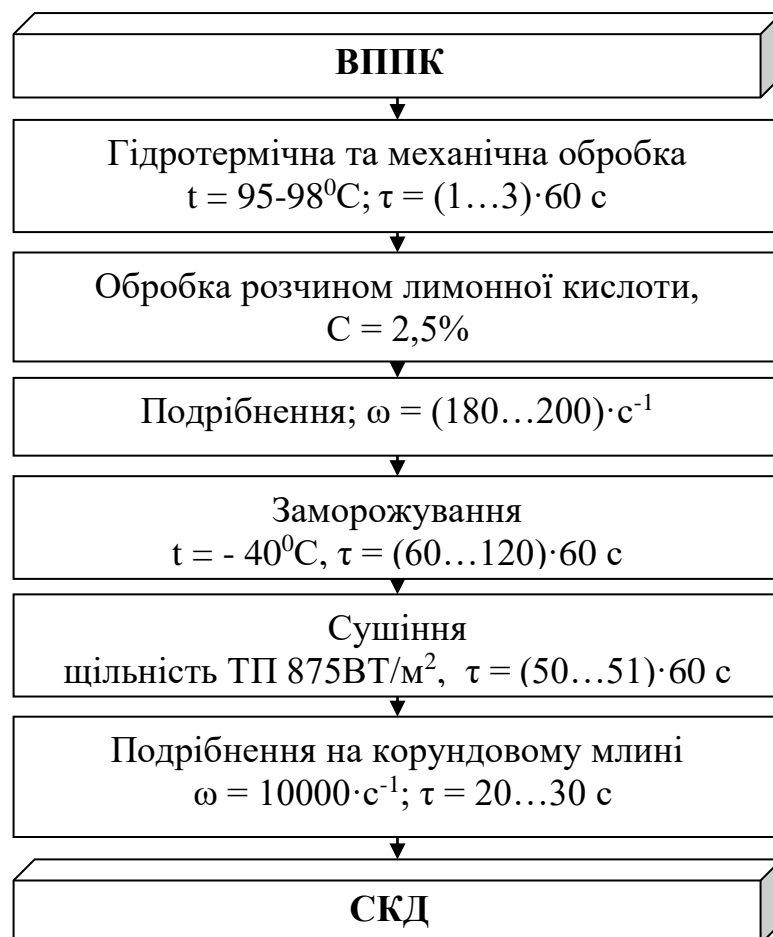 ВППК
Гідротермічна та механічна обробка
t = 95-98⁰С; τ = (1…3)·60 с
Обробка розчином лимонної кислоти,
С = 2,5%
Подрібнення; ω = (180…200)·с⁻¹
Заморожування
t = - 40⁰С, τ = (60…120)·60 с
Сушіння
щільність ТП 875ВТ/м², τ = (50…51)·60 с
Подрібнення на корундовому млині
ω = 10000·с⁻¹; τ = 20…30 с
СКД